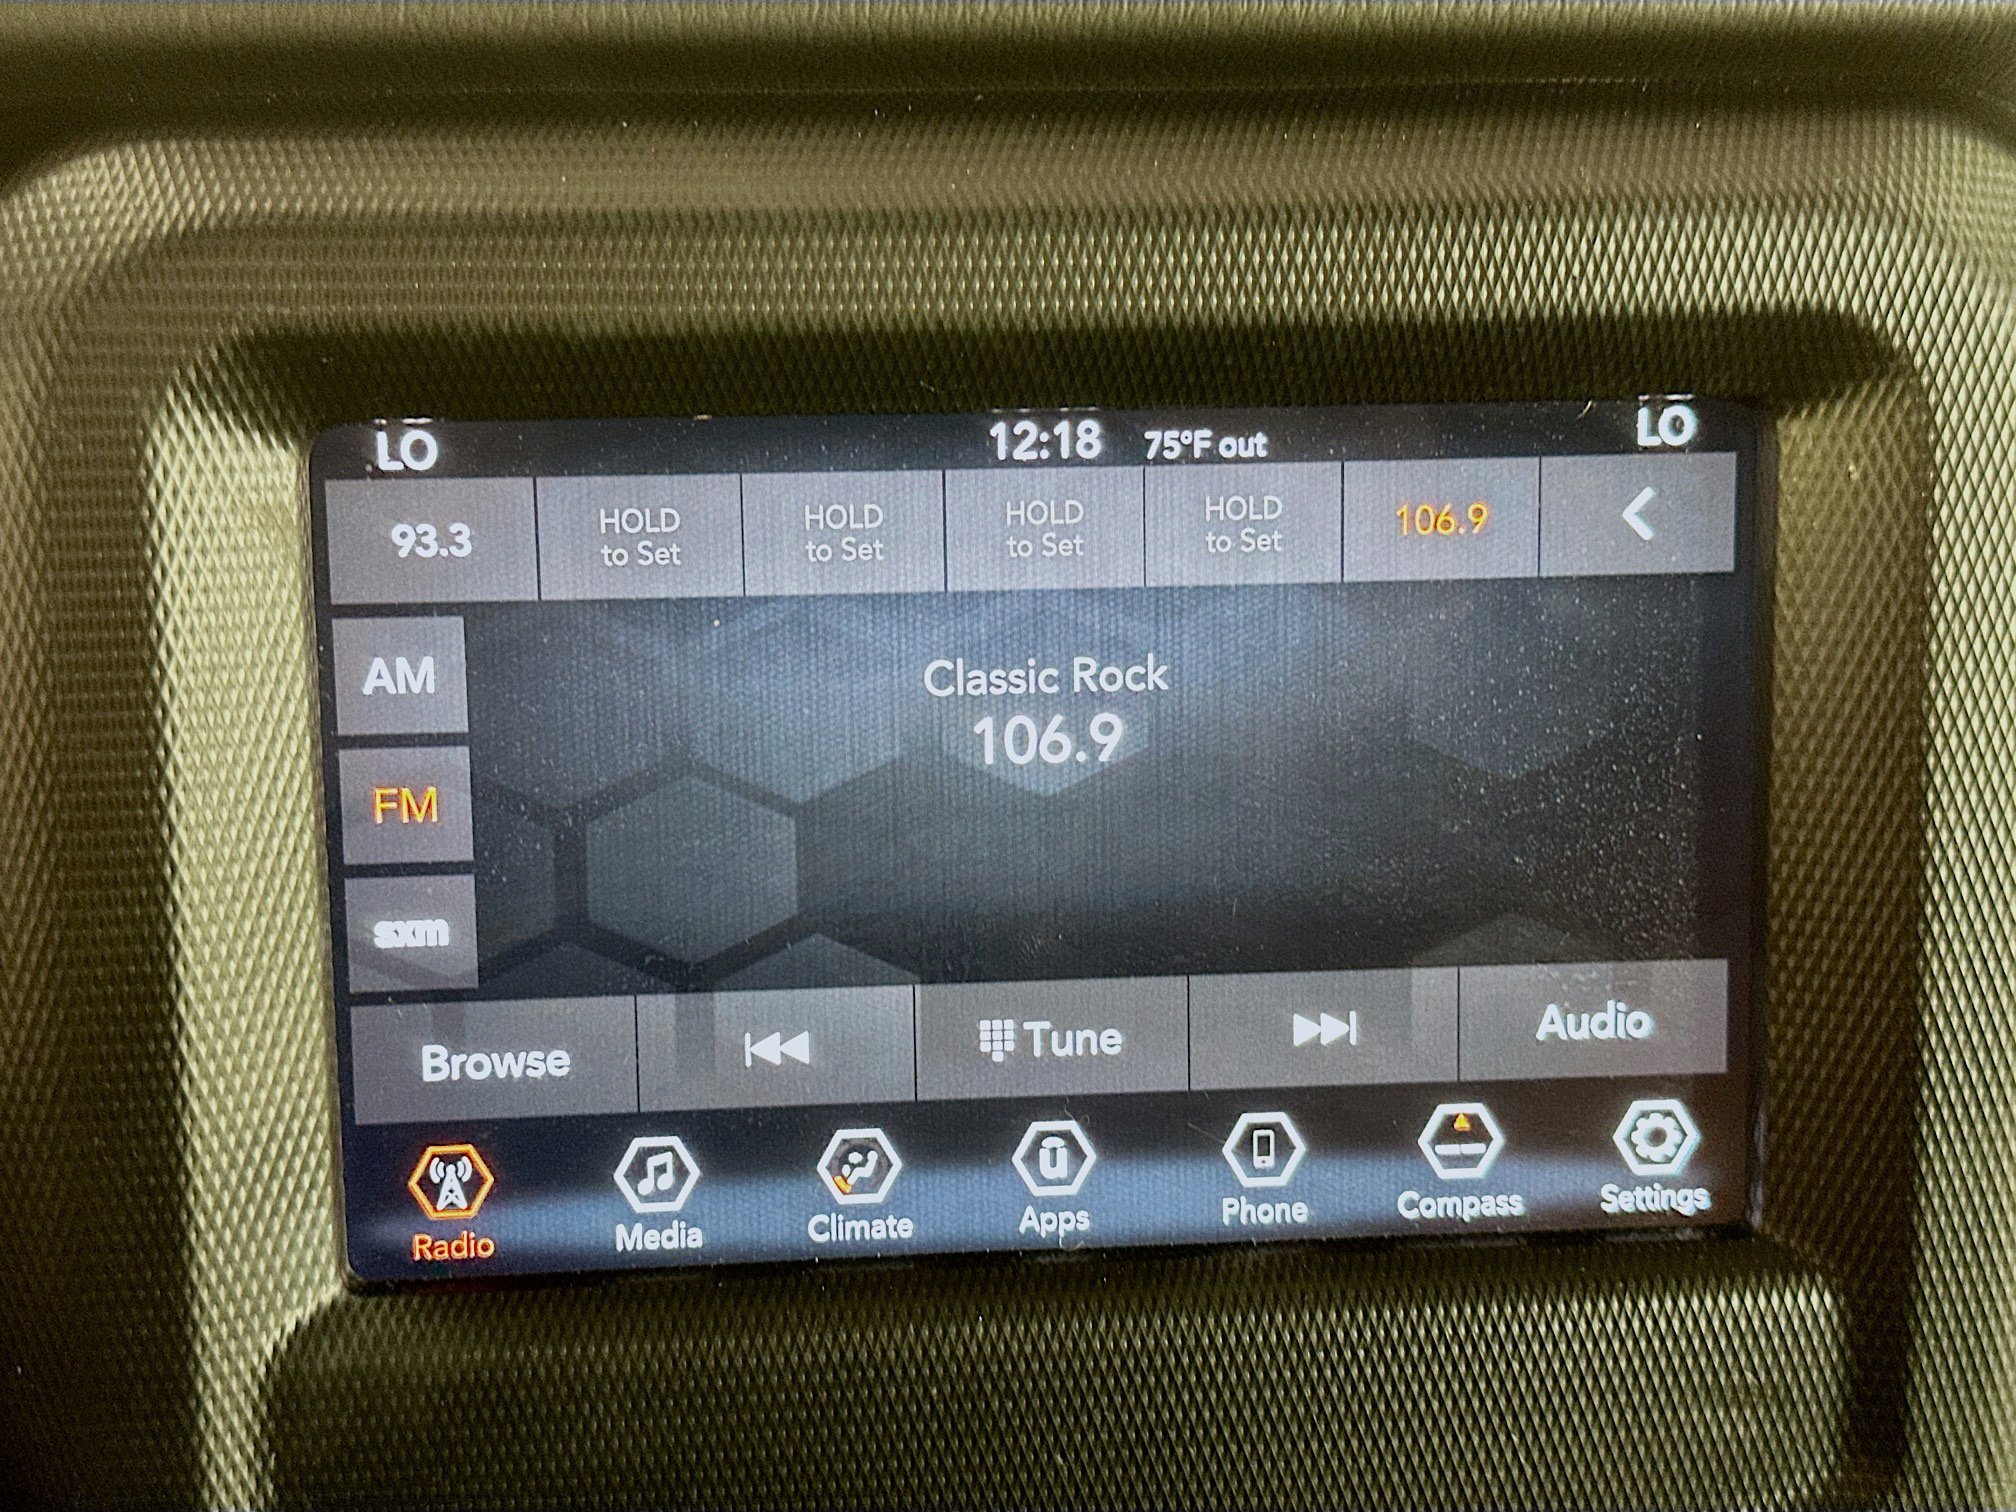 LO 12:18 75°F out LO
93.3
HOLD
to Set
HOLD
to Set
HOLD
to Set
HOLD
to Set
106.9
AM
FM
sxm
Classic Rock
106.9
Browse
Tune
Audio
Radio
Media
Climate
u
Apps
Phone
Compass
Settings